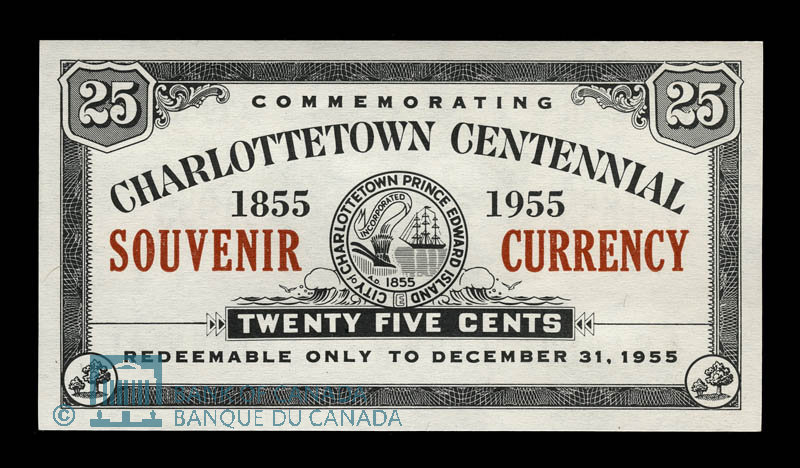 25 25
COMMEMORATING
CHARLOTTETOWN CENTENNIAL
1855 1955
SOUVENIR CURRENCY
CITY of CHARLOTTETOWN PRINCE EDWARD ISLAND
INCORPORATED
A.D. 1855
E
TWENTY FIVE CENTS
REDEEMABLE ONLY TO DECEMBER 31, 1955
© BANK OF CANADA
BANQUE DU CANADA